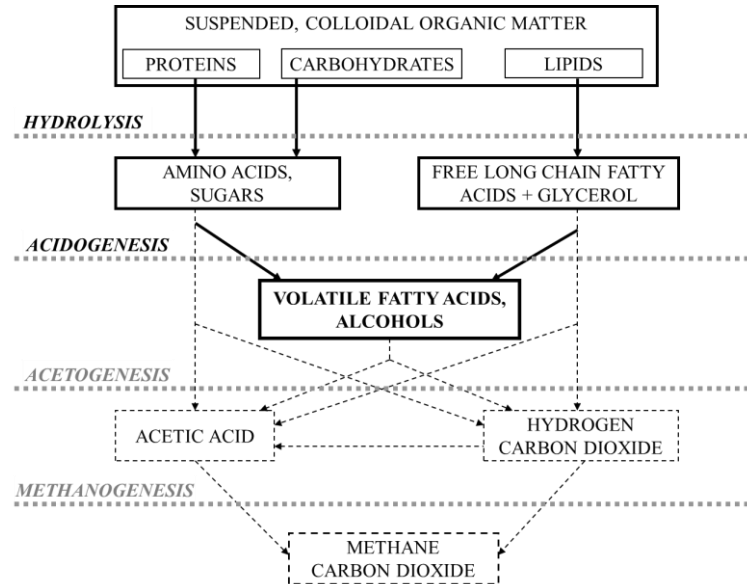 SUSPENDED, COLLOIDAL ORGANIC MATTER
PROTEINS
CARBOHYDRATES
LIPIDS
HYDROLYSIS
AMINO ACIDS,
SUGARS
FREE LONG CHAIN FATTY
ACIDS + GLYCEROL
ACIDOGENESIS
VOLATILE FATTY ACIDS,
ALCOHOLS
ACETOGENESIS
ACETIC ACID
HYDROGEN
CARBON DIOXIDE
METHANOGENESIS
METHANE
CARBON DIOXIDE